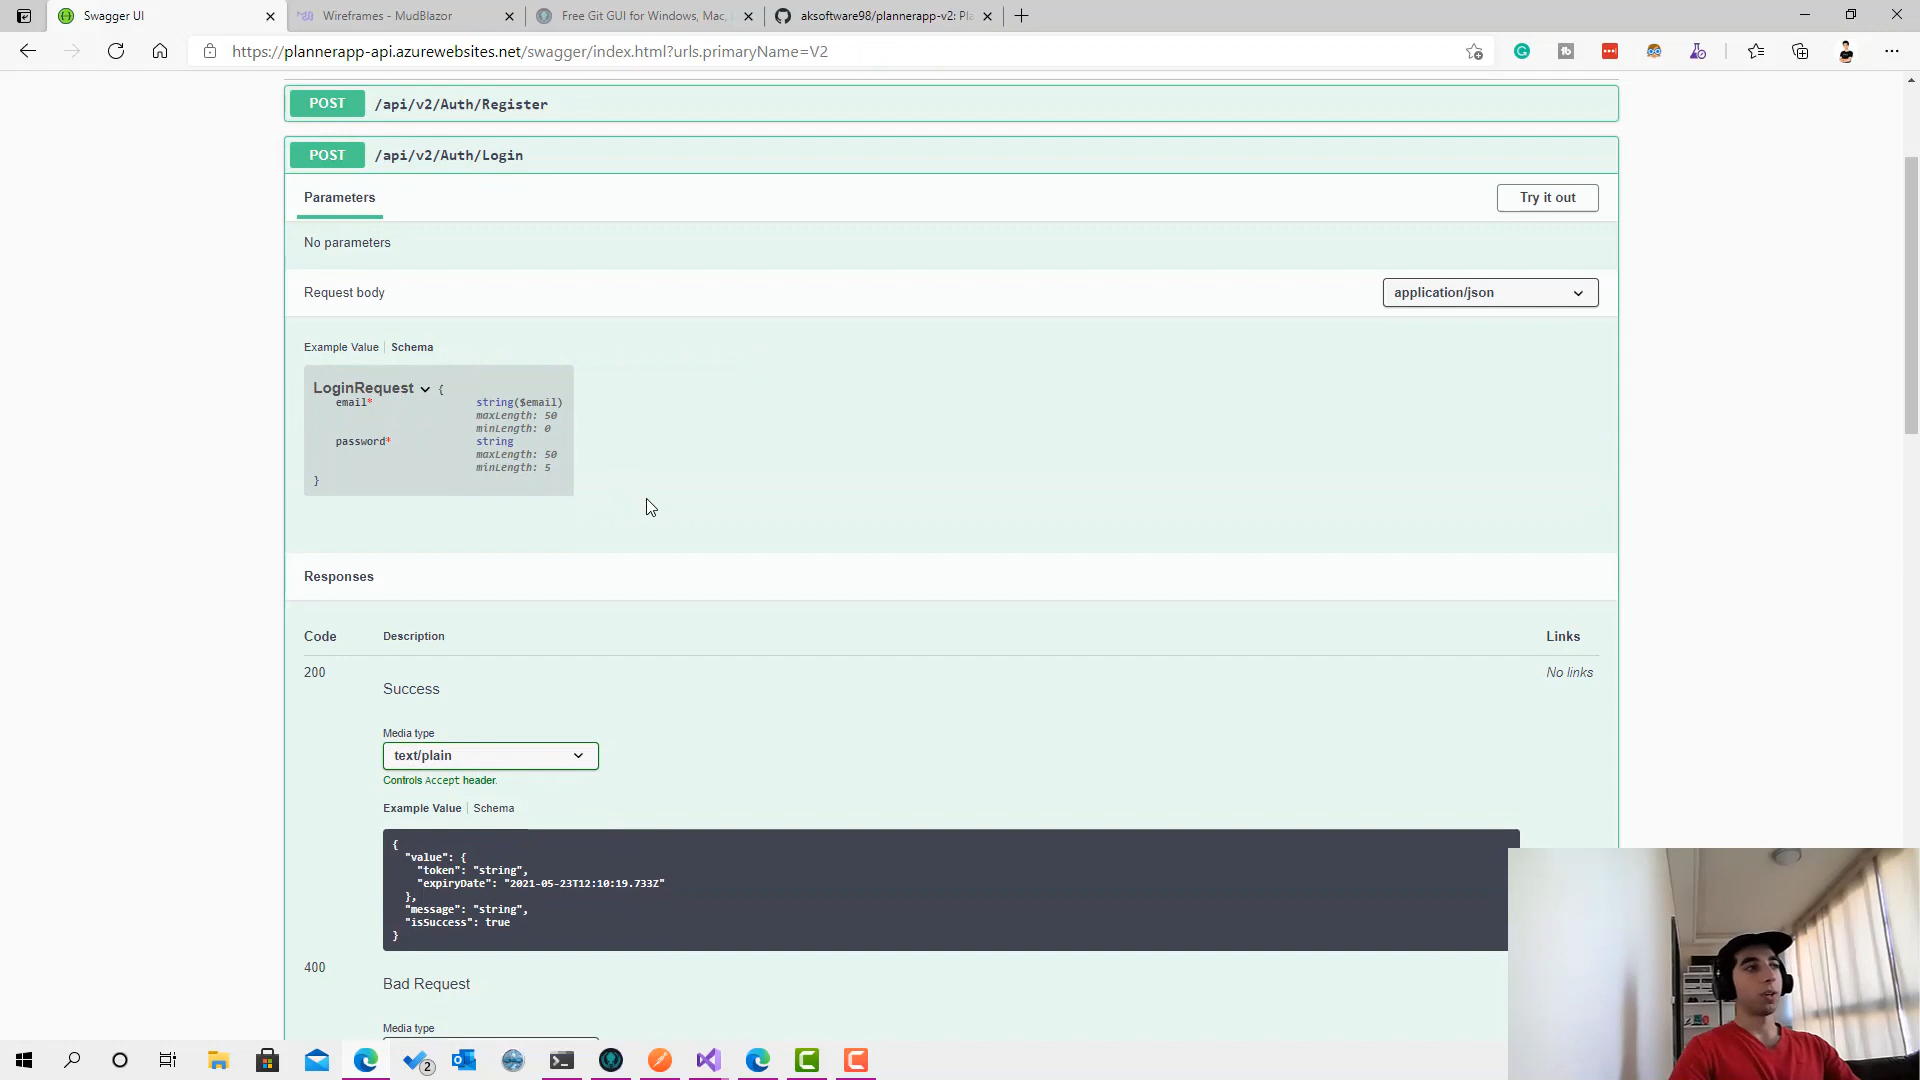 Swagger UI
Wireframes - MudBlazor
Free Git GUI for Windows, Mac,
aksoftware98/plannerapp-v2: Pla
https://plannerapp-api.azurewebsites.net/swagger/index.html?urls.primaryName=V2
POST /api/v2/Auth/Register
POST /api/v2/Auth/Login
Parameters
Try it out
No parameters
Request body
application/json
Example Value Schema
LoginRequest {
email* string($email)
maxLength: 50
minLength: 0
password* string
maxLength: 50
minLength: 5
}
Responses
Code Description Links
200 Success No links
Media type
text/plain
Controls Accept header.
Example Value Schema
{
"value": {
"token": "string",
"expiryDate": "2021-05-23T12:10:19.733Z"
},
"message": "string",
"isSuccess": true
}
400
Bad Request
Media type
2